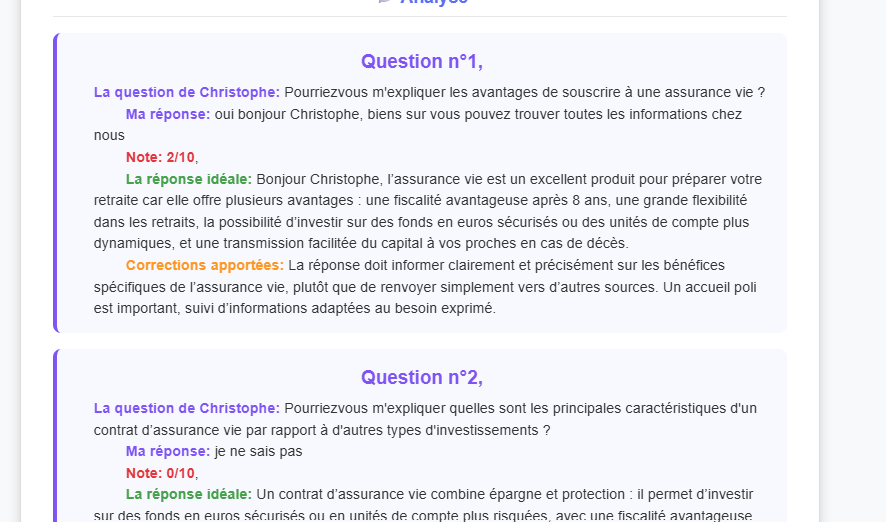 Analyse
Question n°1,
La question de Christophe: Pourriezvous m'expliquer les avantages de souscrire à une assurance vie ?
Ma réponse: oui bonjour Christophe, biens sur vous pouvez trouver toutes les informations chez
nous
Note: 2/10,
La réponse idéale: Bonjour Christophe, l’assurance vie est un excellent produit pour préparer votre
retraite car elle offre plusieurs avantages : une fiscalité avantageuse après 8 ans, une grande flexibilité
dans les retraits, la possibilité d’investir sur des fonds en euros sécurisés ou des unités de compte plus
dynamiques, et une transmission facilitée du capital à vos proches en cas de décès.
Corrections apportées: La réponse doit informer clairement et précisément sur les bénéfices
spécifiques de l’assurance vie, plutôt que de renvoyer simplement vers d’autres sources. Un accueil poli
est important, suivi d’informations adaptées au besoin exprimé.
Question n°2,
La question de Christophe: Pourriezvous m'expliquer quelles sont les principales caractéristiques d'un
contrat d’assurance vie par rapport à d'autres types d'investissements ?
Ma réponse: je ne sais pas
Note: 0/10,
La réponse idéale: Un contrat d’assurance vie combine épargne et protection : il permet d’investir
sur des fonds en euros sécurisés ou en unités de compte plus risquées, avec une fiscalité avantageuse